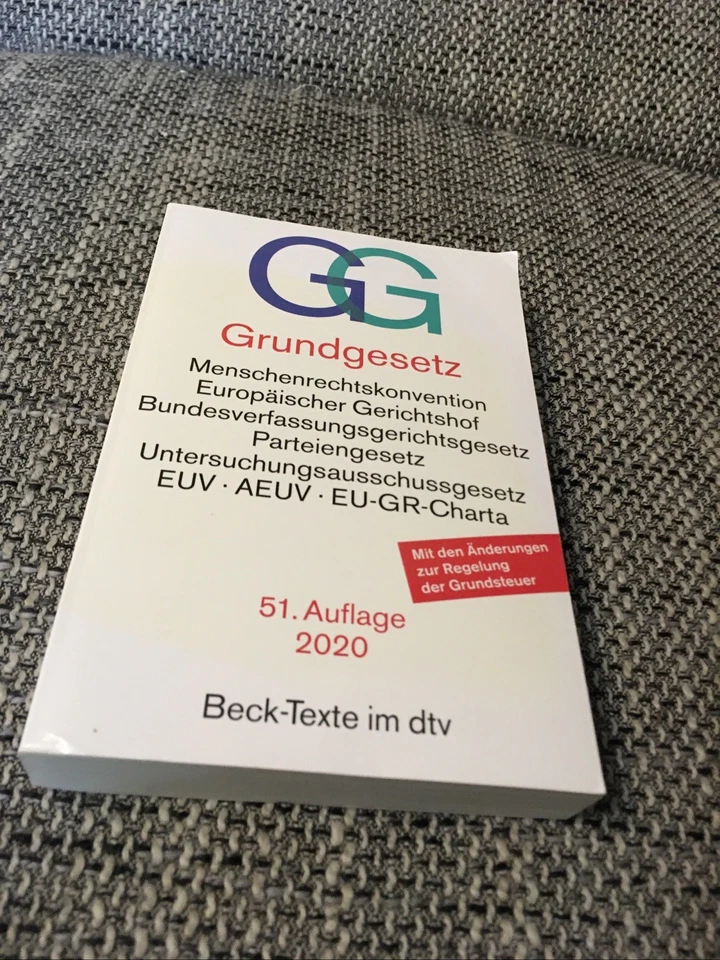 GG
Grundgesetz
Menschenrechtskonvention
Europäischer Gerichtshof
Bundesverfassungsgerichtsgesetz
Parteiengesetz
Untersuchungsausschussgesetz
EUV · AEUV · EU-GR-Charta
Mit den Änderungen
zur Regelung
der Grundsteuer
51. Auflage
2020
Beck-Texte im dtv